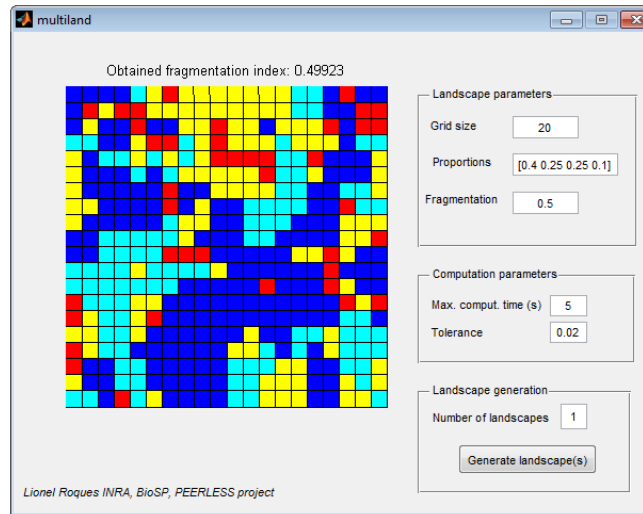 multiland
Obtained fragmentation index: 0.49923
Landscape parameters
Grid size 20
Proportions [0.4 0.25 0.25 0.1]
Fragmentation 0.5
Computation parameters
Max. comput. time (s) 5
Tolerance 0.02
Landscape generation
Number of landscapes 1
Generate landscape(s)
Lionel Roques INRA, BioSP, PEERLESS project